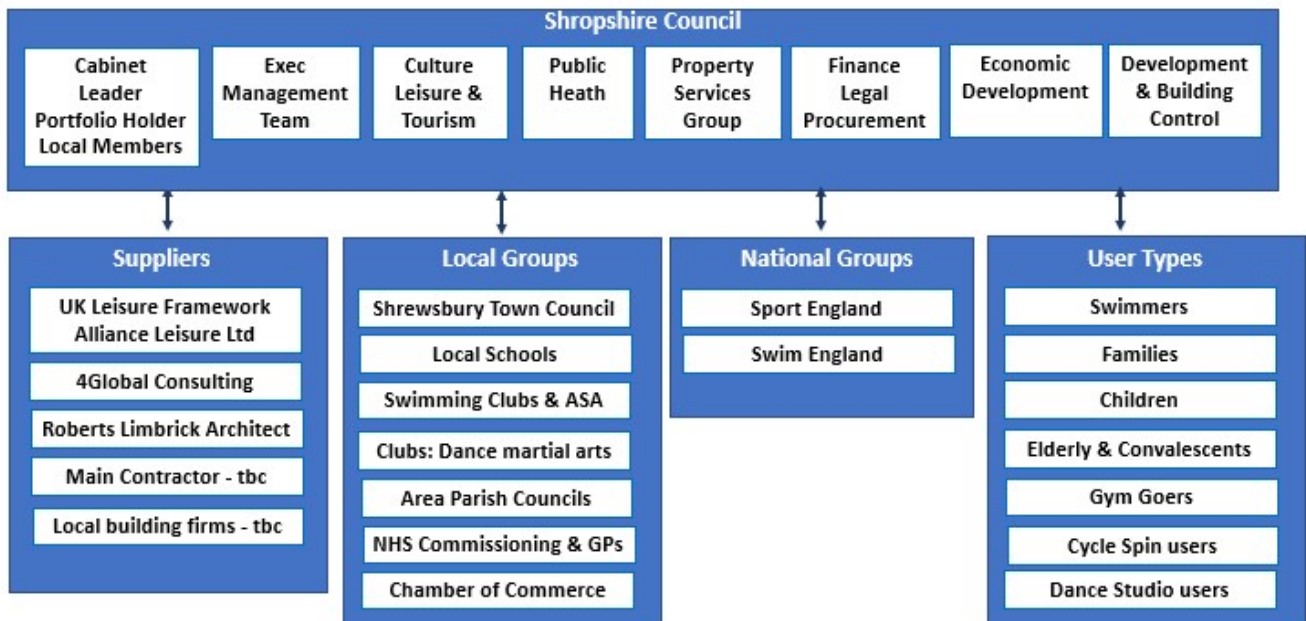 Shropshire Council
Cabinet
Leader
Portfolio Holder
Local Members
Exec
Management
Team
Culture
Leisure &
Tourism
Public
Heath
Property
Services
Group
Finance
Legal
Procurement
Economic
Development
Development
& Building
Control
Suppliers
UK Leisure Framework
Alliance Leisure Ltd
4Global Consulting
Roberts Limbrick Architect
Main Contractor - tbc
Local building firms - tbc
Local Groups
Shrewsbury Town Council
Local Schools
Swimming Clubs & ASA
Clubs: Dance martial arts
Area Parish Councils
NHS Commissioning & GPs
Chamber of Commerce
National Groups
Sport England
Swim England
User Types
Swimmers
Families
Children
Elderly & Convalescents
Gym Goers
Cycle Spin users
Dance Studio users